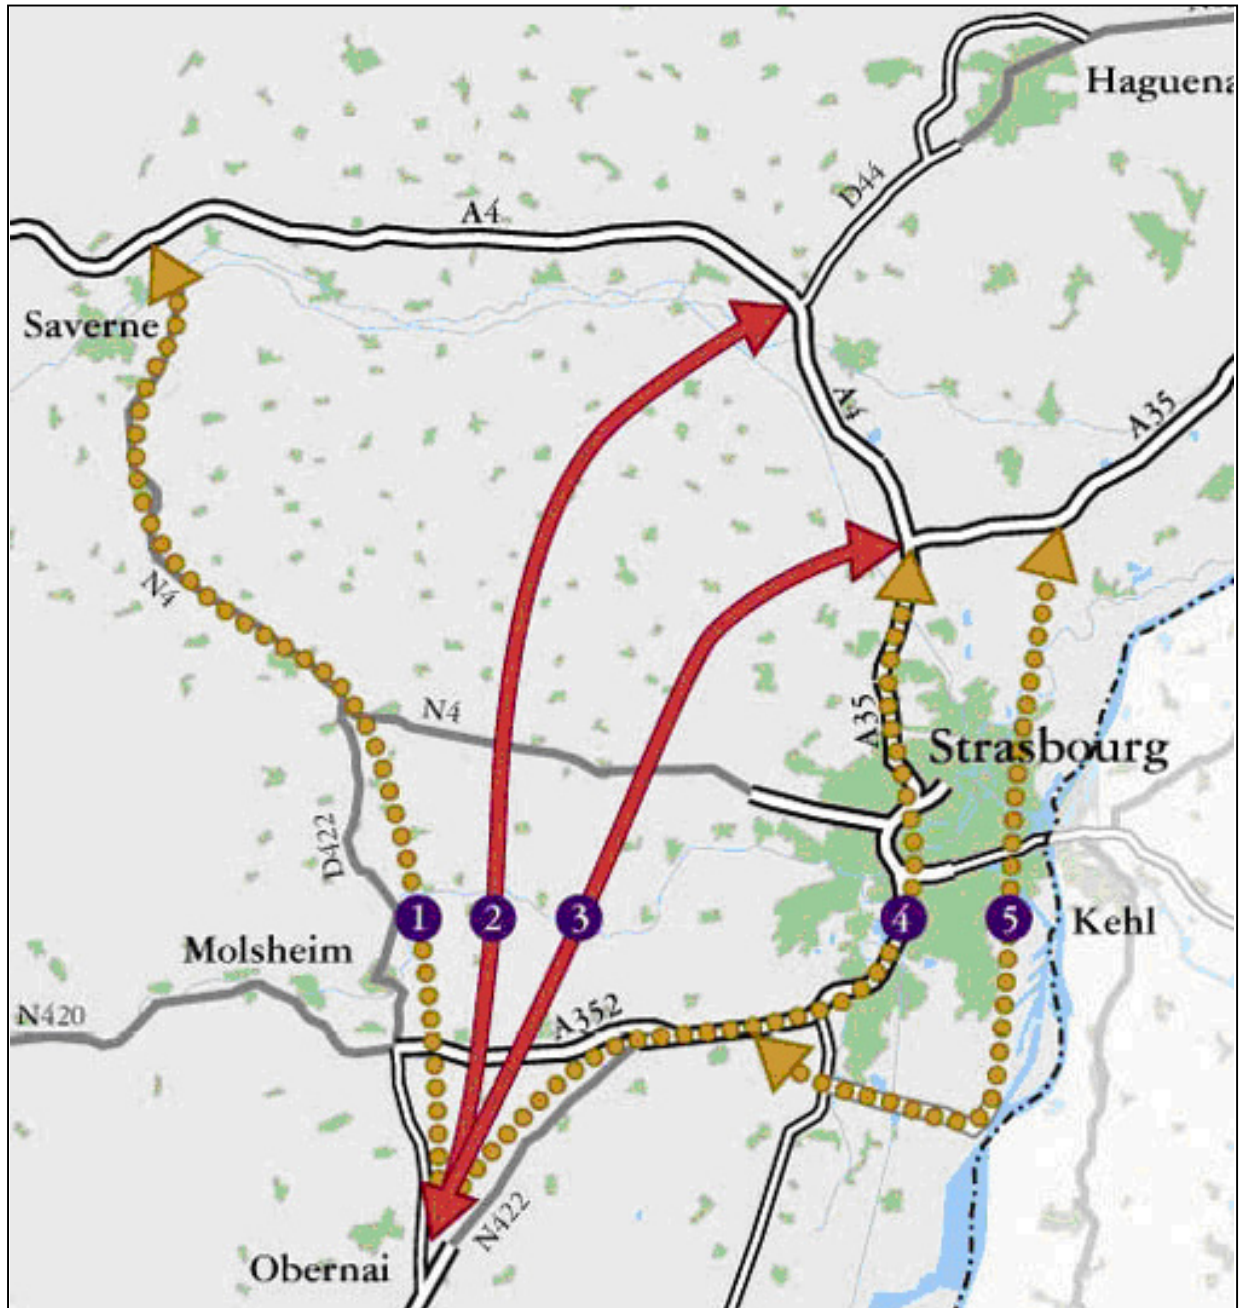 Haguena
D44
A4
Saverne
A4
A35
N4
N4
A35
Strasbourg
D422
1
2
3
4
5
Kehl
Molsheim
N420
A352
N422
Obernai